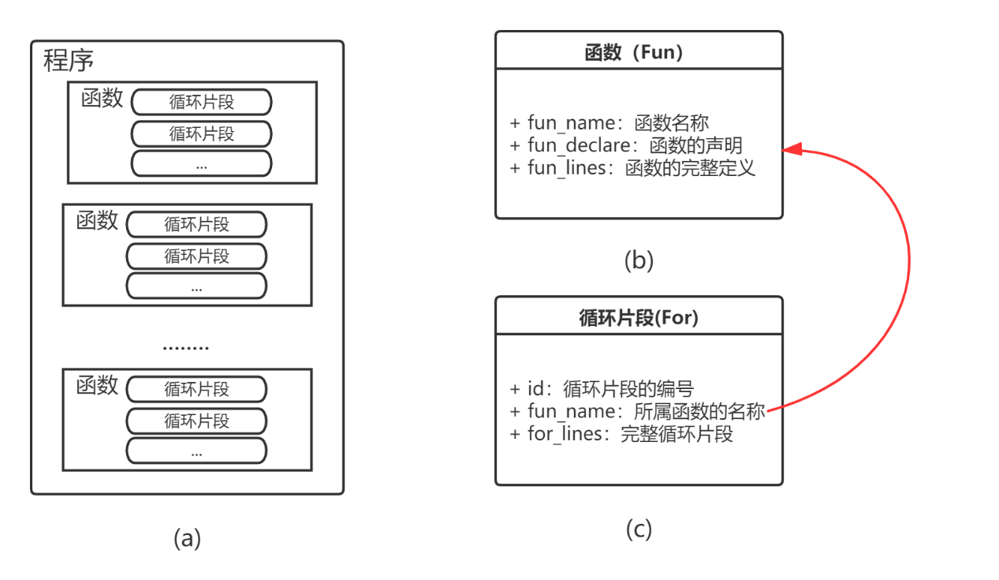 程序
函数
循环片段
循环片段
...
函数
循环片段
循环片段
...
........
函数
循环片段
循环片段
...
(a)
函数（Fun）
+ fun_name：函数名称
+ fun_declare：函数的声明
+ fun_lines：函数的完整定义
(b)
循环片段(For)
+ id：循环片段的编号
+ fun_name：所属函数的名称
+ for_lines：完整循环片段
(c)